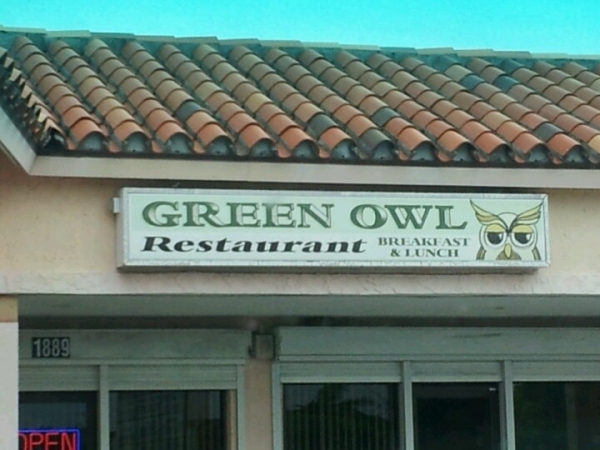 GREEN OWL
Restaurant BREAKFAST
& LUNCH
1889
OPEN